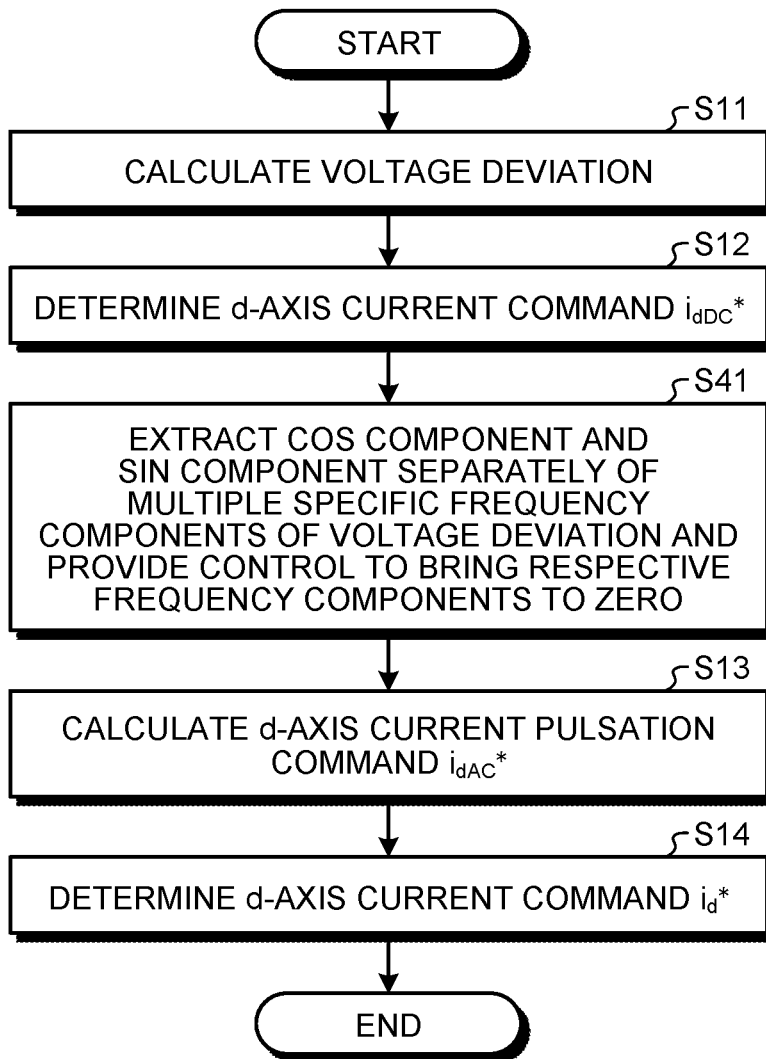 START
S11
CALCULATE VOLTAGE DEVIATION
S12
DETERMINE d-AXIS CURRENT COMMAND idDC*
S41
EXTRACT COS COMPONENT AND
SIN COMPONENT SEPARATELY OF
MULTIPLE SPECIFIC FREQUENCY
COMPONENTS OF VOLTAGE DEVIATION AND
PROVIDE CONTROL TO BRING RESPECTIVE
FREQUENCY COMPONENTS TO ZERO
S13
CALCULATE d-AXIS CURRENT PULSATION
COMMAND idAC*
S14
DETERMINE d-AXIS CURRENT COMMAND id*
END